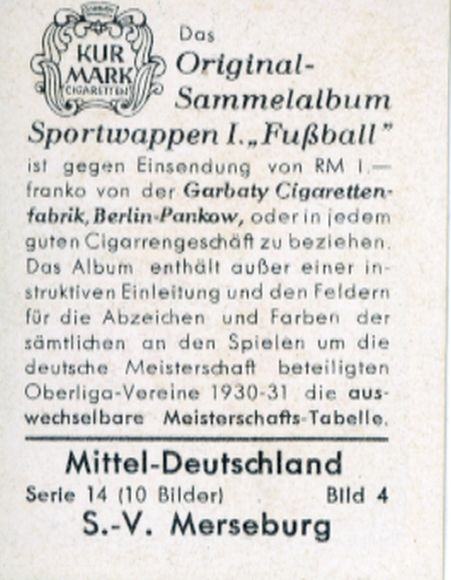 KUR
MARK
CIGARETTEN
Das
Original-
Sammelalbum
Sportwappen I. „Fußball"
ist gegen Einsendung von RM 1.—
franko von der Garbaty Cigaretten-
fabrik, Berlin-Pankow, oder in jedem
guten Cigarrengeschäft zu beziehen.
Das Album enthält außer einer in-
struktiven Einleitung und den Feldern
für die Abzeichen und Farben der
sämtlichen an den Spielen um die
deutsche Meisterschaft beteiligten
Oberliga-Vereine 1930-31 die aus-
wechselbare Meisterschafts-Tabelle.
Mittel-Deutschland
Serie 14 (10 Bilder) Bild 4
S.-V. Merseburg